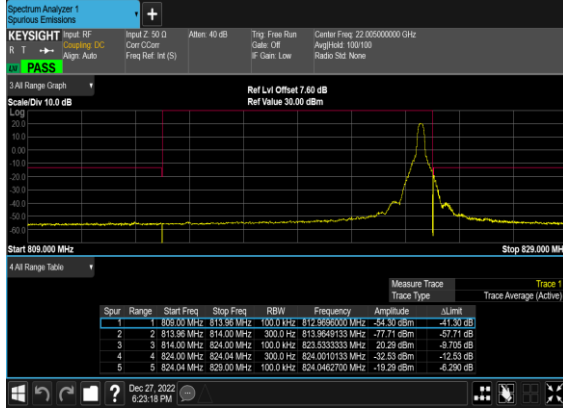 Spectrum Analyzer 1
Spurious Emissions
+
KEYSIGHT
R T
LXI
PASS
Input: RF
Coupling: DC
Align: Auto
Input Z: 50 Ω
Corr CCorr
Freq Ref: Int (S)
Atten: 40 dB
Trig: Free Run
Gate: Off
IF Gain: Low
Center Freq: 22.005000000 GHz
Avg|Hold: 100/100
Radio Std: None
3 All Range Graph
Scale/Div 10.0 dB
Ref Lvl Offset 7.60 dB
Ref Value 30.00 dBm
Log
20.0
10.0
0.00
-10.0
-20.0
-30.0
-40.0
-50.0
-60.0
Start 809.000 MHz
Stop 829.000 MH
4 All Range Table
Measure Trace Trace 1
Trace Type Trace Average (Active)
Spur Range Start Freq Stop Freq RBW Frequency Amplitude ΔLimit
1 1 809.00 MHz 813.96 MHz 100.0 kHz 812.9696000 MHz -54.30 dBm -41.30 dB
2 2 813.96 MHz 814.00 MHz 300.0 Hz 813.9649133 MHz -77.71 dBm -57.71 dB
3 3 814.00 MHz 824.00 MHz 100.0 kHz 823.5333333 MHz 20.29 dBm -9.705 dB
4 4 824.00 MHz 824.04 MHz 300.0 Hz 824.0010133 MHz -32.53 dBm -12.53 dB
5 5 824.04 MHz 829.00 MHz 100.0 kHz 824.0462700 MHz -19.29 dBm -6.290 dB
?
Dec 27, 2022
6:23:18 PM